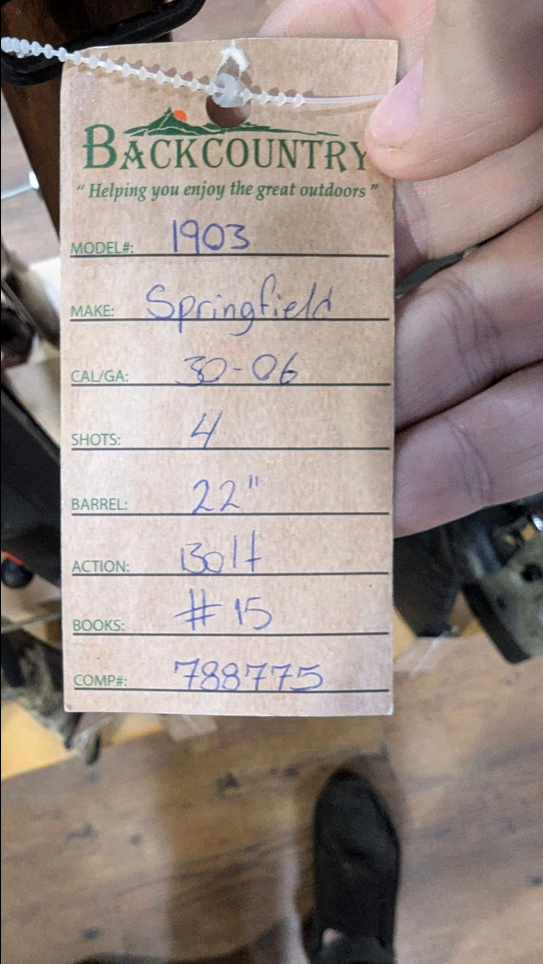 BACKCOUNTRY
" Helping you enjoy the great outdoors "
MODEL#: 1903
MAKE: Springfield
CAL/GA: 30-06
SHOTS: 4
BARREL: 22"
ACTION: Bolt
BOOKS: #15
COMP#: 788775